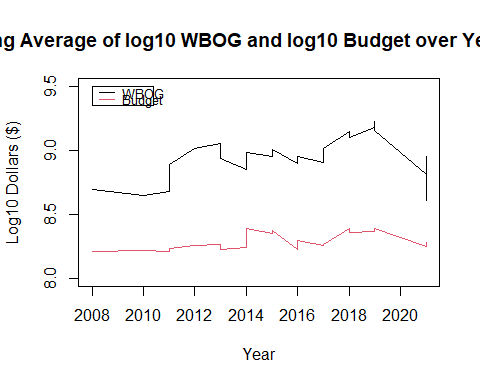 ng Average of log10 WBOG and log10 Budget over Ye
WBOG
Budget
Log10 Dollars ($)
9.5
9.0
8.5
8.0
2008 2010 2012 2014 2016 2018 2020
Year